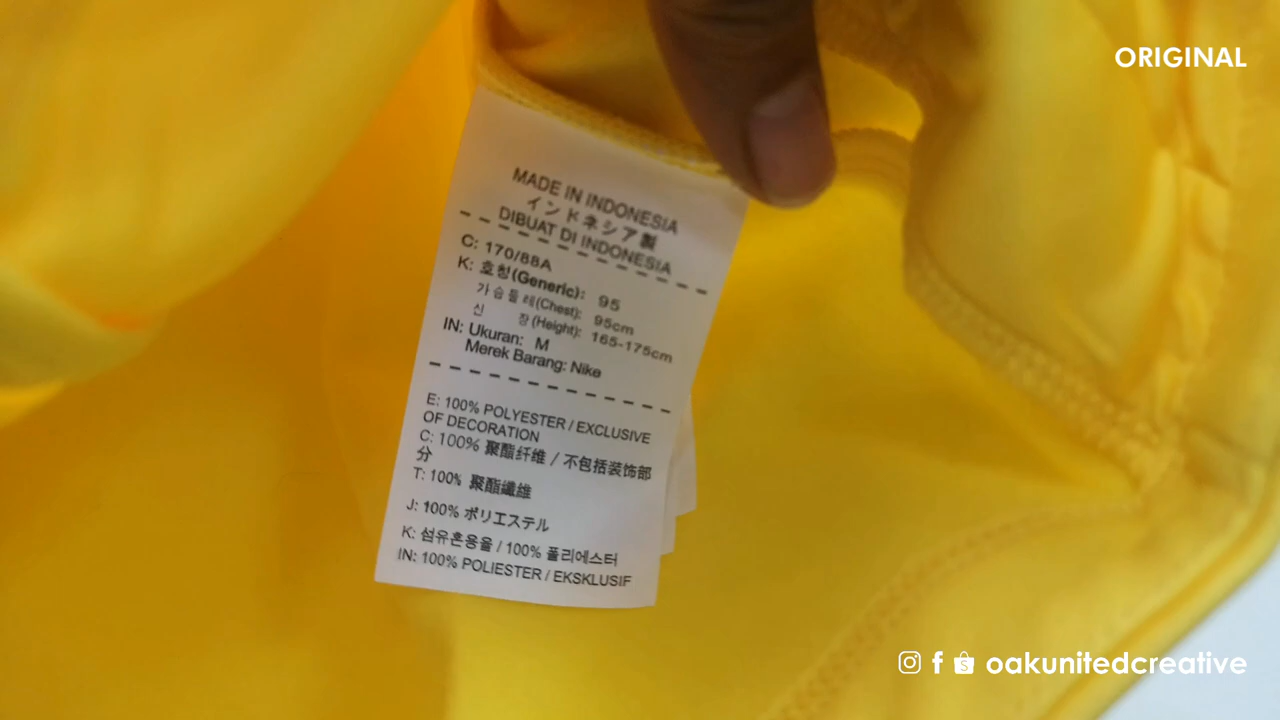 ORIGINAL
MADE IN INDONESIA
インドネシア製
DIBUAT DI INDONESIA
C: 170/88A
K: 호칭(Generic): 95
가슴둘레(Chest): 95cm
신 장(Height): 165-175cm
IN: Ukuran: M
Merek Barang: Nike
E: 100% POLYESTER / EXCLUSIVE
OF DECORATION
C: 100% 聚酯纤维 / 不包括装饰部
分
T: 100% 聚酯纖維
J: 100% ポリエステル
K: 섬유혼용율 / 100% 폴리에스터
IN: 100% POLIESTER / EKSKLUSIF
oakunitedcreative